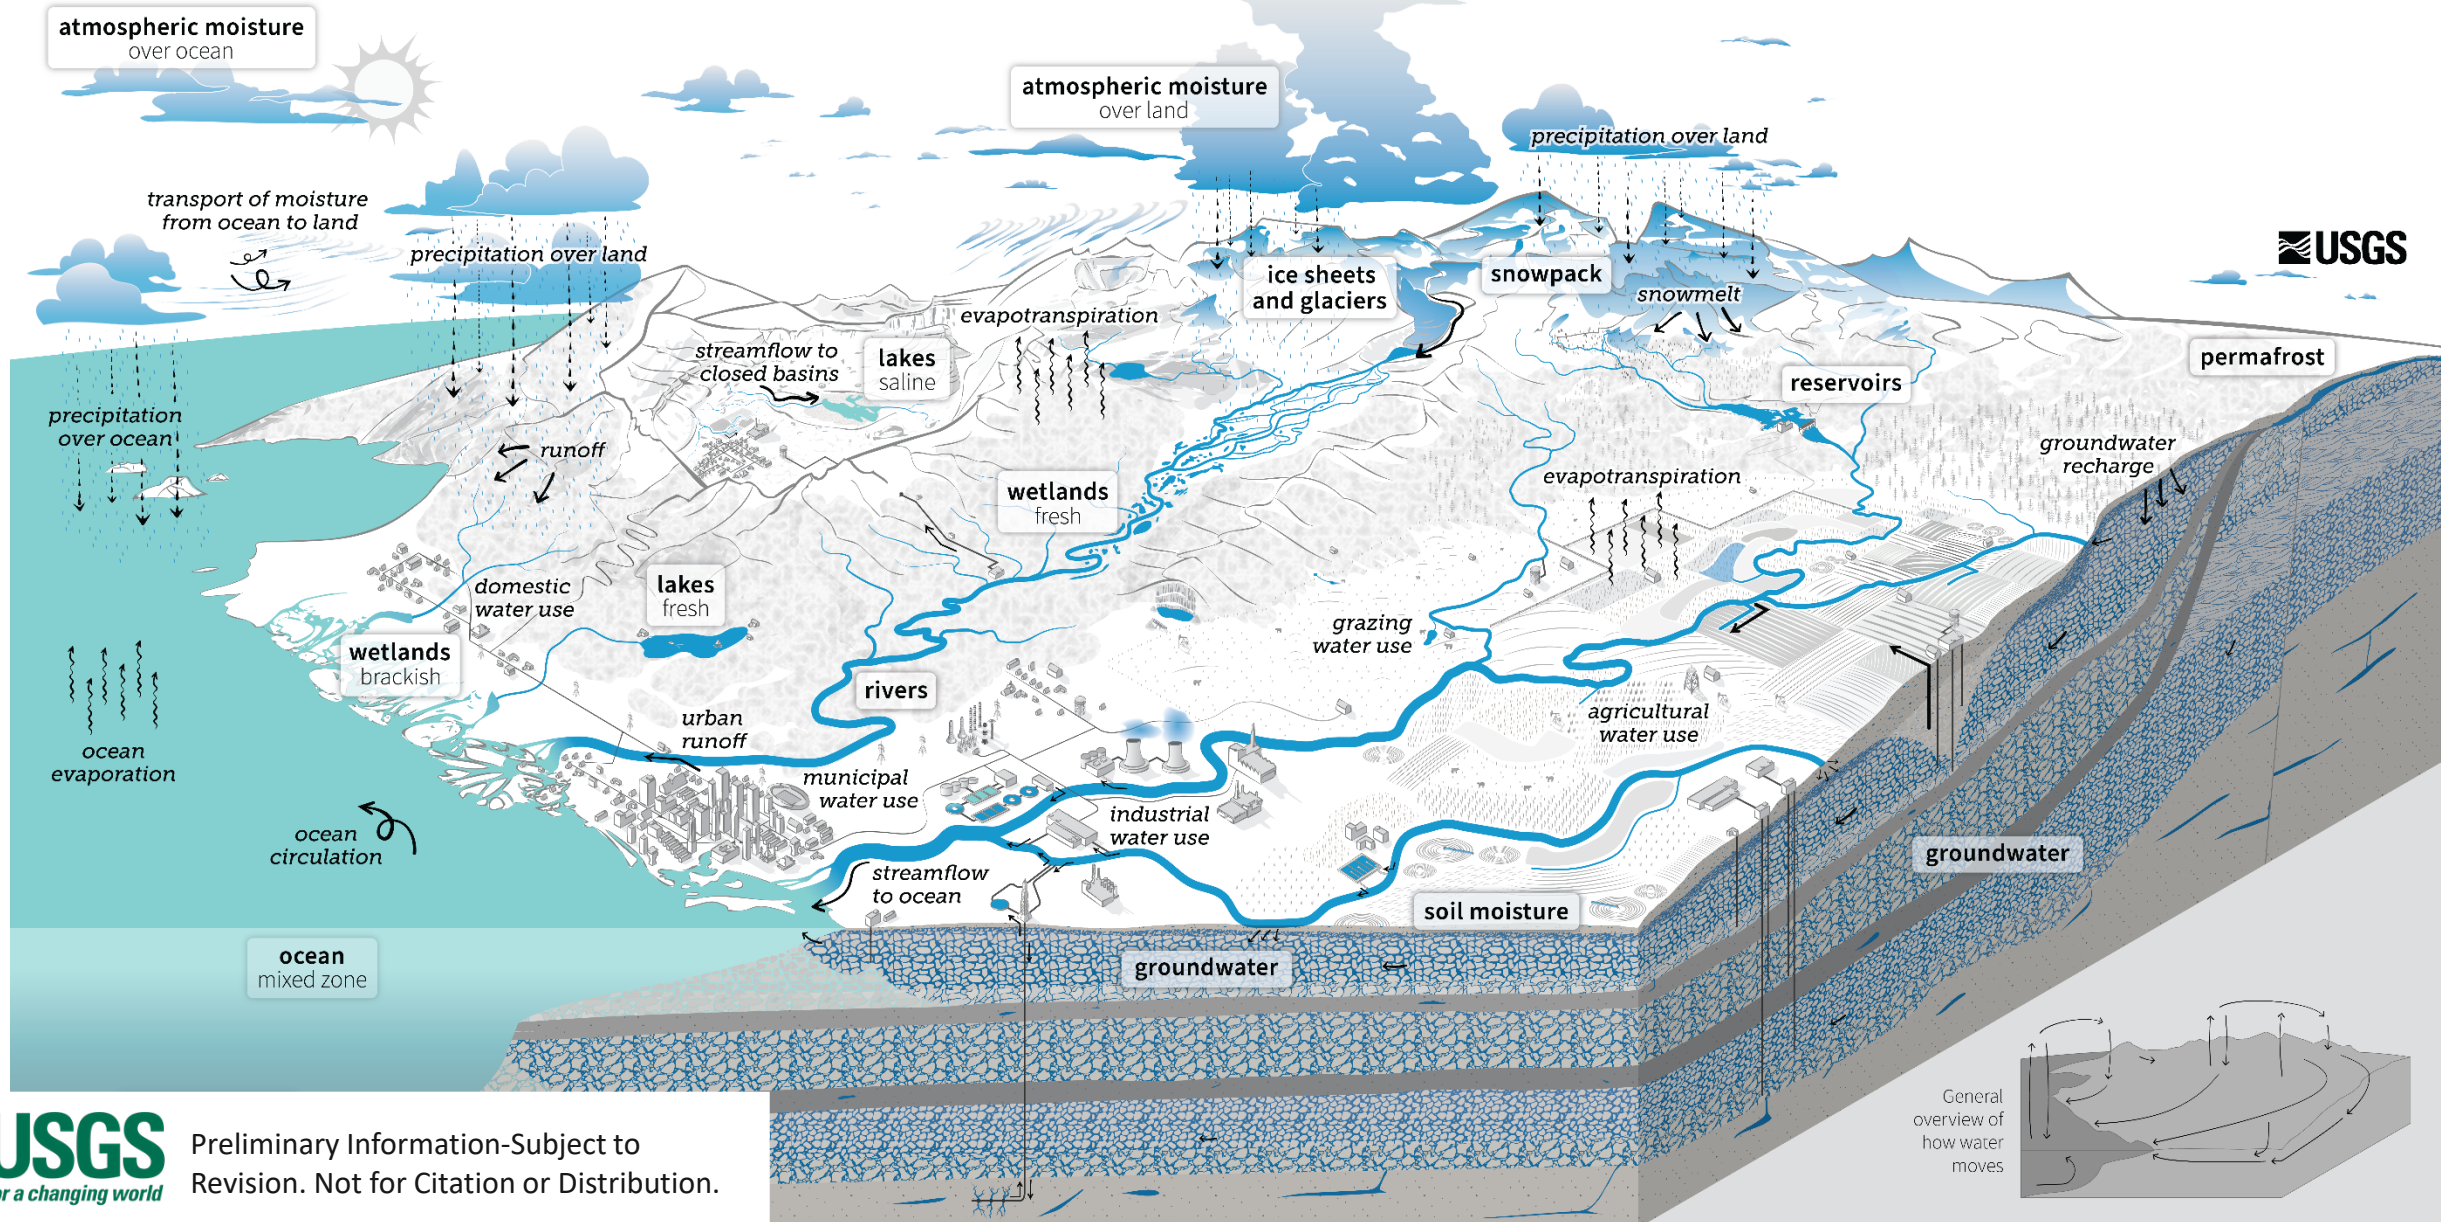 atmospheric moisture
over ocean
atmospheric moisture
over land
precipitation over land
transport of moisture
from ocean to land
precipitation over land
USGS
ice sheets
and glaciers
snowpack
snowmelt
evapotranspiration
streamflow to
closed basins
lakes
saline
permafrost
reservoirs
precipitation
over ocean
runoff
groundwater
recharge
evapotranspiration
wetlands
fresh
domestic
water use
lakes
fresh
grazing
water use
wetlands
brackish
rivers
urban
runoff
agricultural
water use
ocean
evaporation
municipal
water use
industrial
water use
ocean
circulation
groundwater
streamflow
to ocean
soil moisture
ocean
mixed zone
groundwater
General
overview of
how water
moves
USGS
for a changing world
Preliminary Information-Subject to
Revision. Not for Citation or Distribution.